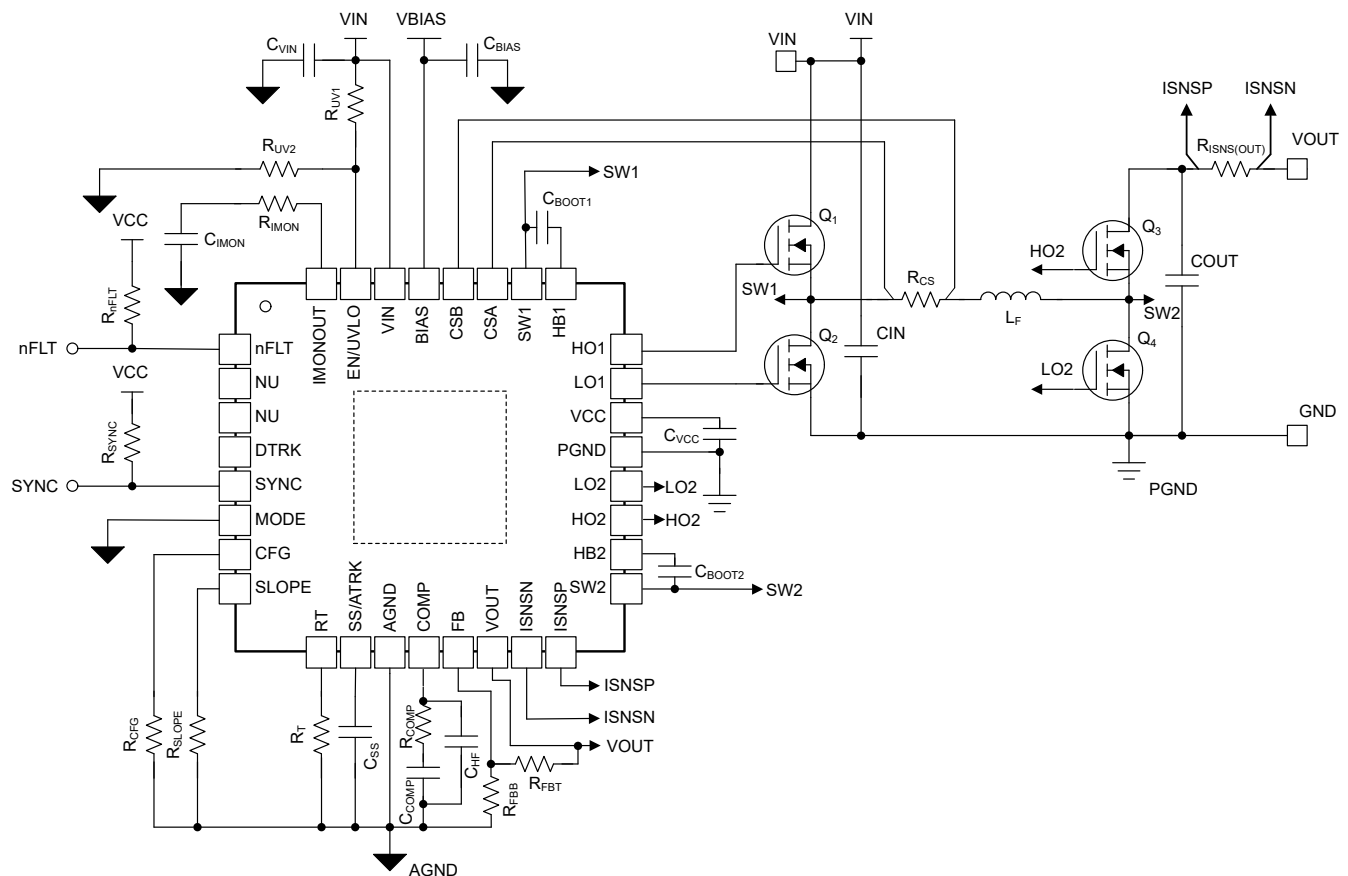 VIN
VBIAS
VIN
VIN
CVIN
CBIAS
ISNSP
ISNSN
RUV1
RISNS(OUT)
VOUT
RUV2
SW1
VCC
RIMON
CBOOT1
CIMON
Q1
Q3
HO2
COUT
RnFLT
SW1
RCS
SW2
LF
IMONOUT
EN/UVLO
VIN
BIAS
CSB
CSA
SW1
HB1
nFLT
nFLT
HO1
Q2
CIN
Q4
VCC
NU
LO1
LO2
NU
VCC
CVCC
GND
RSYNC
DTRK
PGND
SYNC
SYNC
LO2
LO2
PGND
MODE
HO2
HO2
CFG
HB2
CBOOT2
SLOPE
SW2
SW2
RT
SS/ATRK
AGND
COMP
FB
VOUT
ISNSN
ISNSP
ISNSP
ISNSN
RCFG
RSLOPE
RT
CSS
RCOMP
CHF
VOUT
CCOMP
RFBB
RFBT
AGND